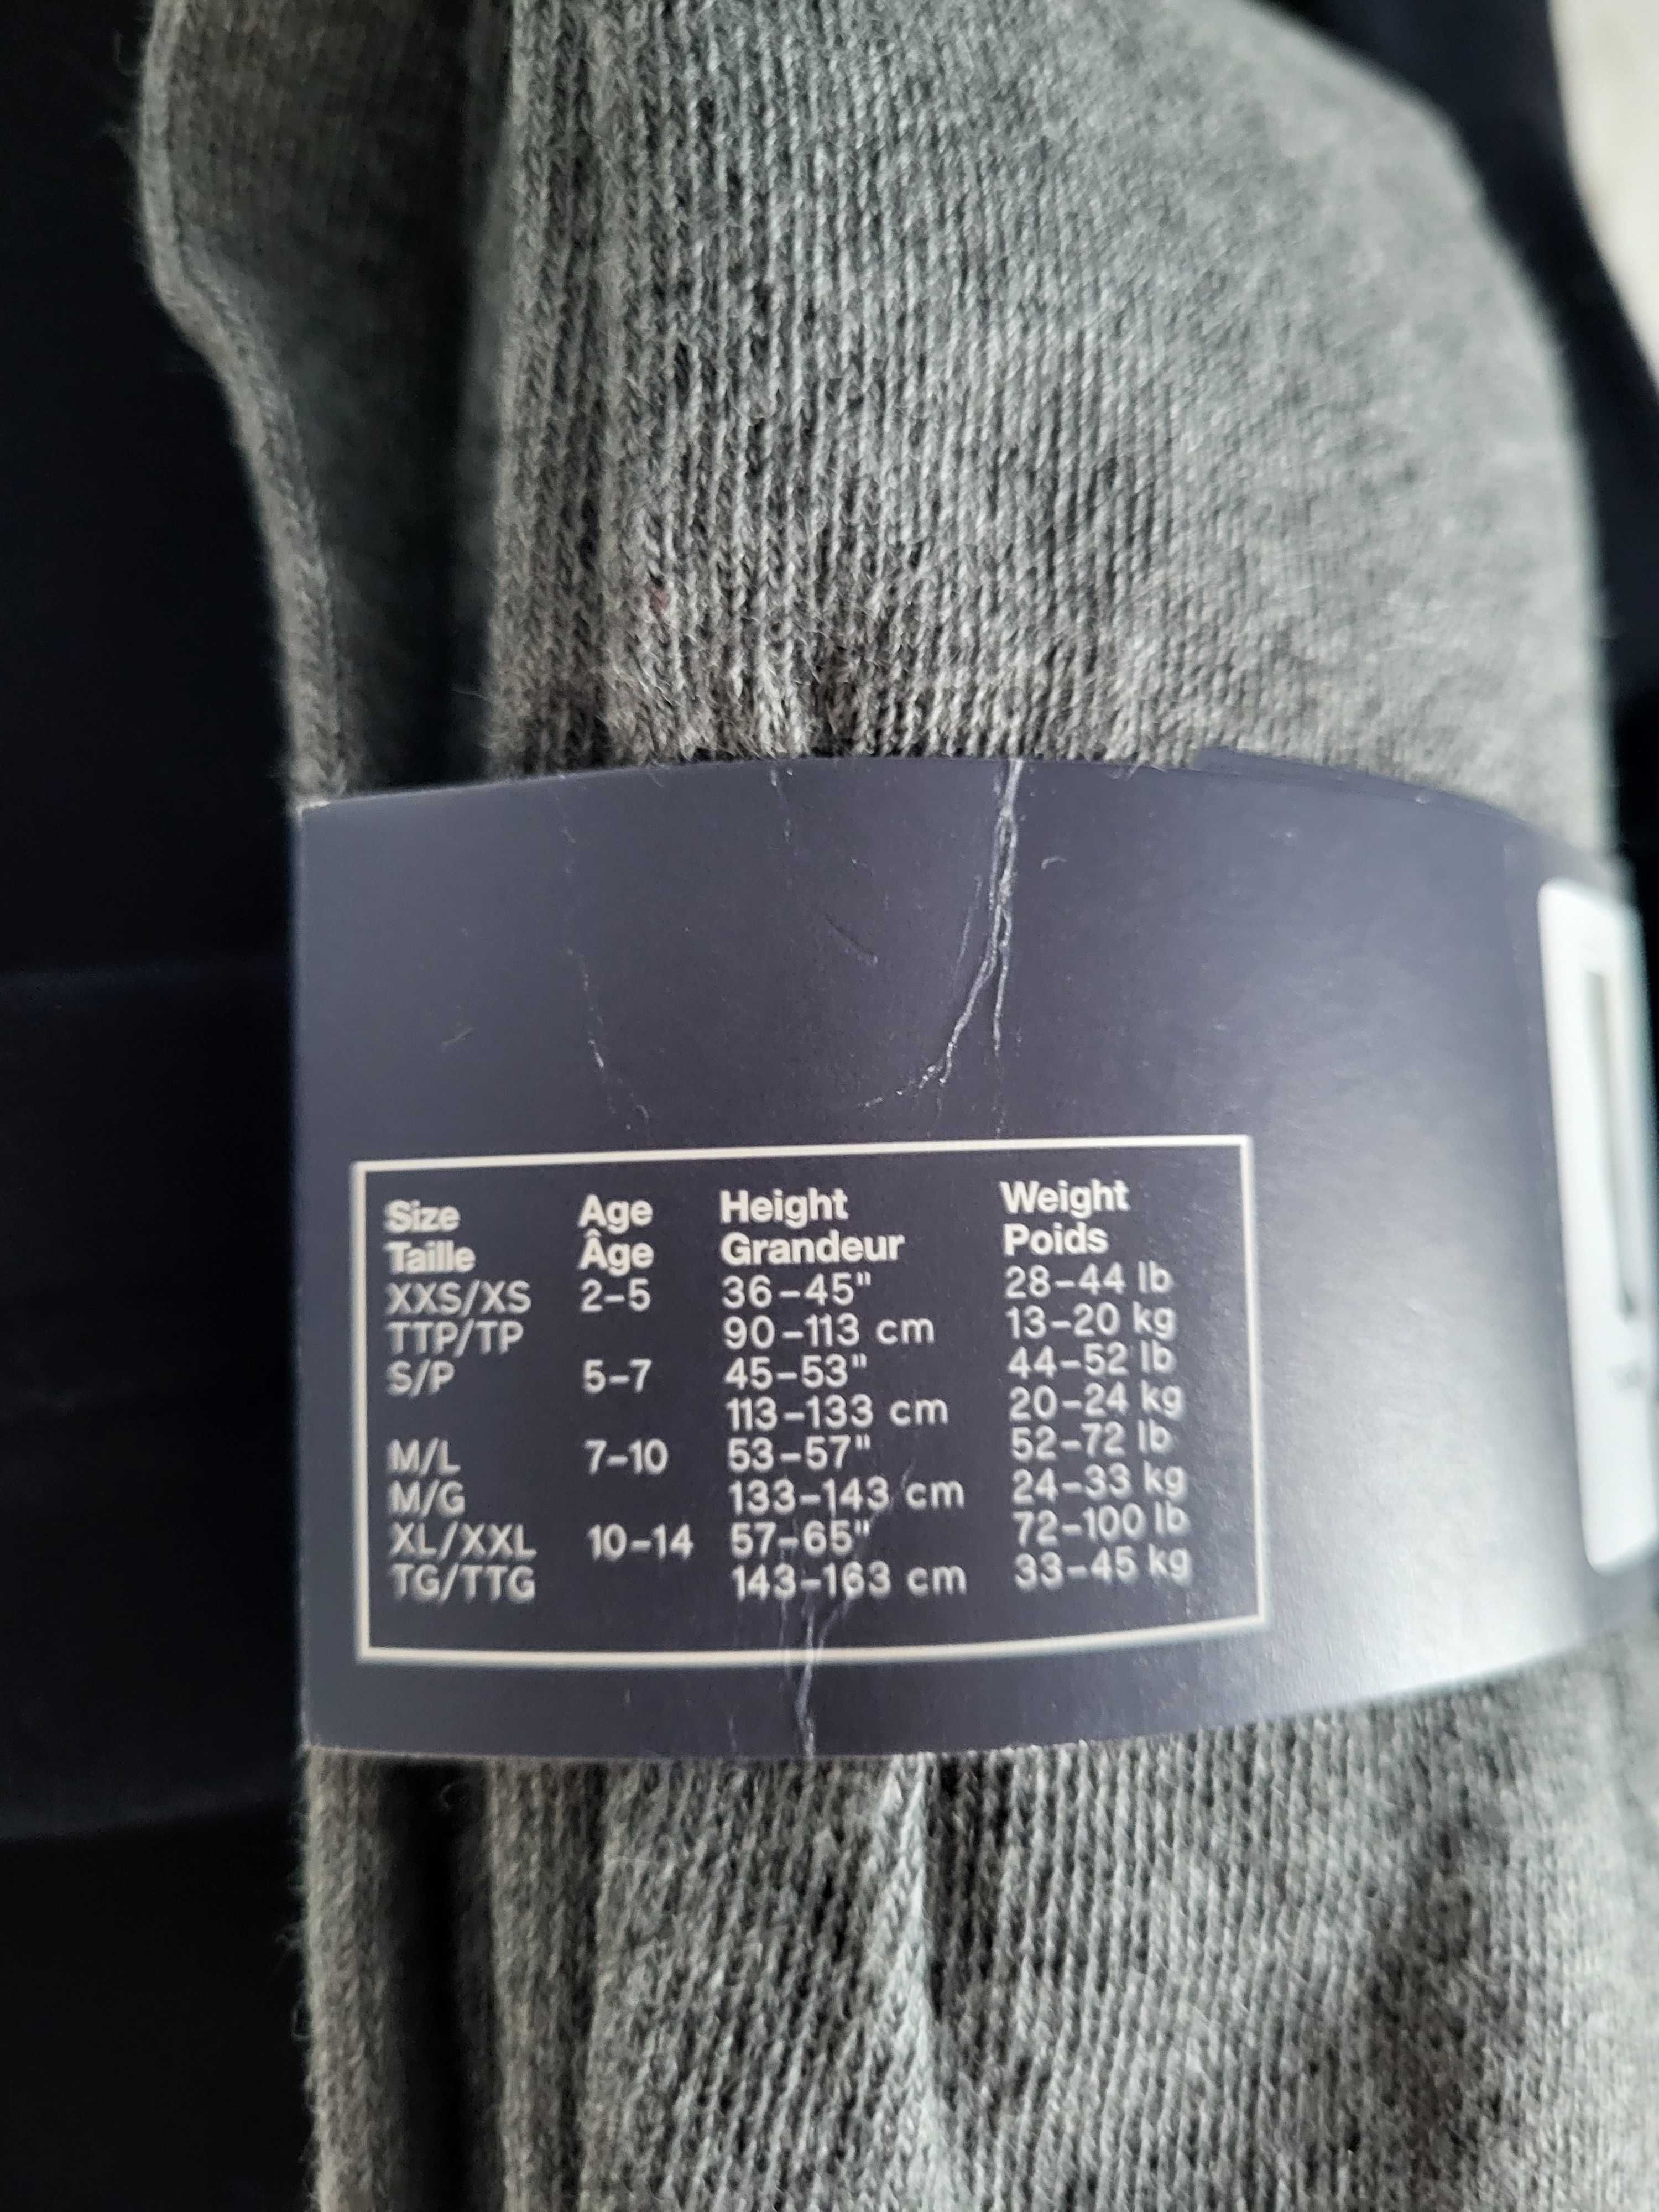 Size Age Height Weight
Taille Âge Grandeur Poids
XXS/XS 2–5 36–45" 28–44 lb
TTP/TP 90–113 cm 13–20 kg
S/P 5–7 45–53" 44–52 lb
113–133 cm 20–24 kg
M/L 7–10 53–57" 52–72 lb
M/G 133–143 cm 24–33 kg
XL/XXL 10–14 57–65" 72–100 lb
TG/TTG 143–163 cm 33–45 kg